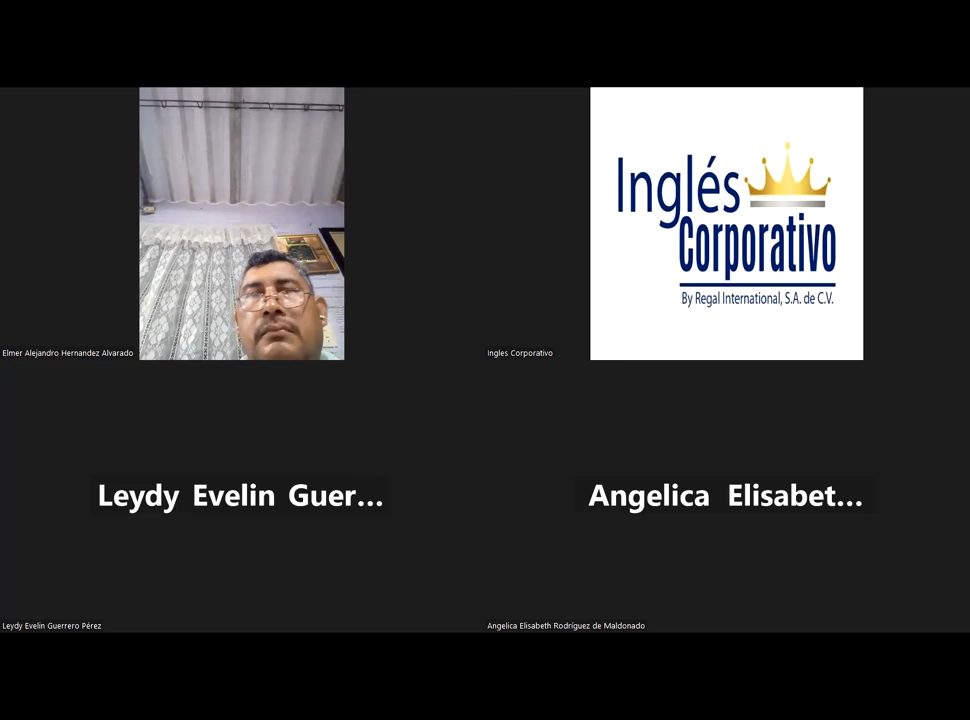 Inglés
Corporativo
By Regal International, S.A. de C.V.
Elmer Alejandro Hernandez Alvarado
Ingles Corporativo
Leydy Evelin Guer...
Angelica Elisabet...
Leydy Evelin Guerrero Pérez
Angelica Elisabeth Rodríguez de Maldonado